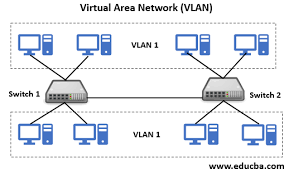 Virtual Area Network (VLAN)
VLAN 1
Switch 1
Switch 2
VLAN 1
www.educba.com